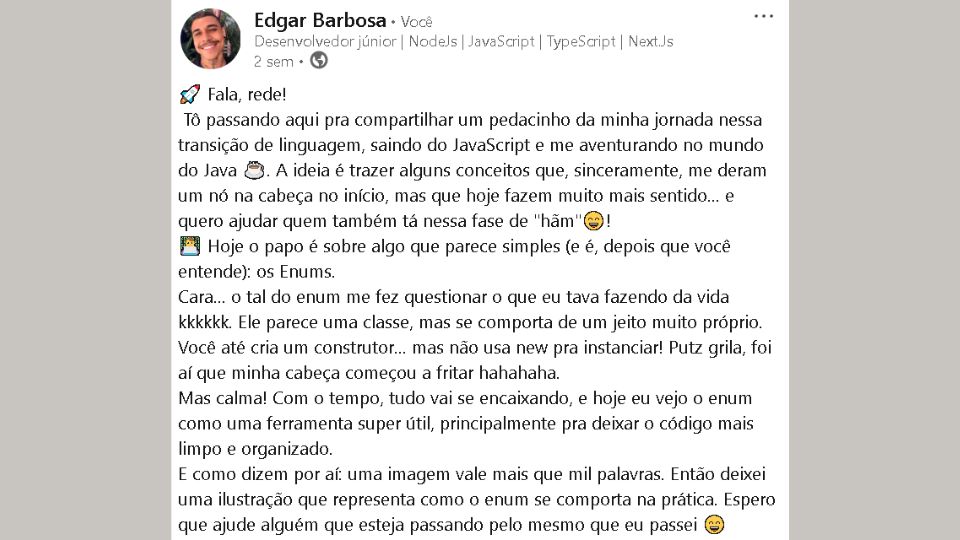 Edgar Barbosa • Você
Desenvolvedor júnior | NodeJs | JavaScript | TypeScript | Next.Js
2 sem •
🚀 Fala, rede!
Tô passando aqui pra compartilhar um pedacinho da minha jornada nessa
transição de linguagem, saindo do JavaScript e me aventurando no mundo
do Java ☕. A ideia é trazer alguns conceitos que, sinceramente, me deram
um nó na cabeça no início, mas que hoje fazem muito mais sentido... e
quero ajudar quem também tá nessa fase de "hãm"😄!
👨‍💻 Hoje o papo é sobre algo que parece simples (e é, depois que você
entende): os Enums.
Cara... o tal do enum me fez questionar o que eu tava fazendo da vida
kkkkkk. Ele parece uma classe, mas se comporta de um jeito muito próprio.
Você até cria um construtor... mas não usa new pra instanciar! Putz grila, foi
aí que minha cabeça começou a fritar hahahaha.
Mas calma! Com o tempo, tudo vai se encaixando, e hoje eu vejo o enum
como uma ferramenta super útil, principalmente pra deixar o código mais
limpo e organizado.
E como dizem por aí: uma imagem vale mais que mil palavras. Então deixei
uma ilustração que representa como o enum se comporta na prática. Espero
que ajude alguém que esteja passando pelo mesmo que eu passei 😄